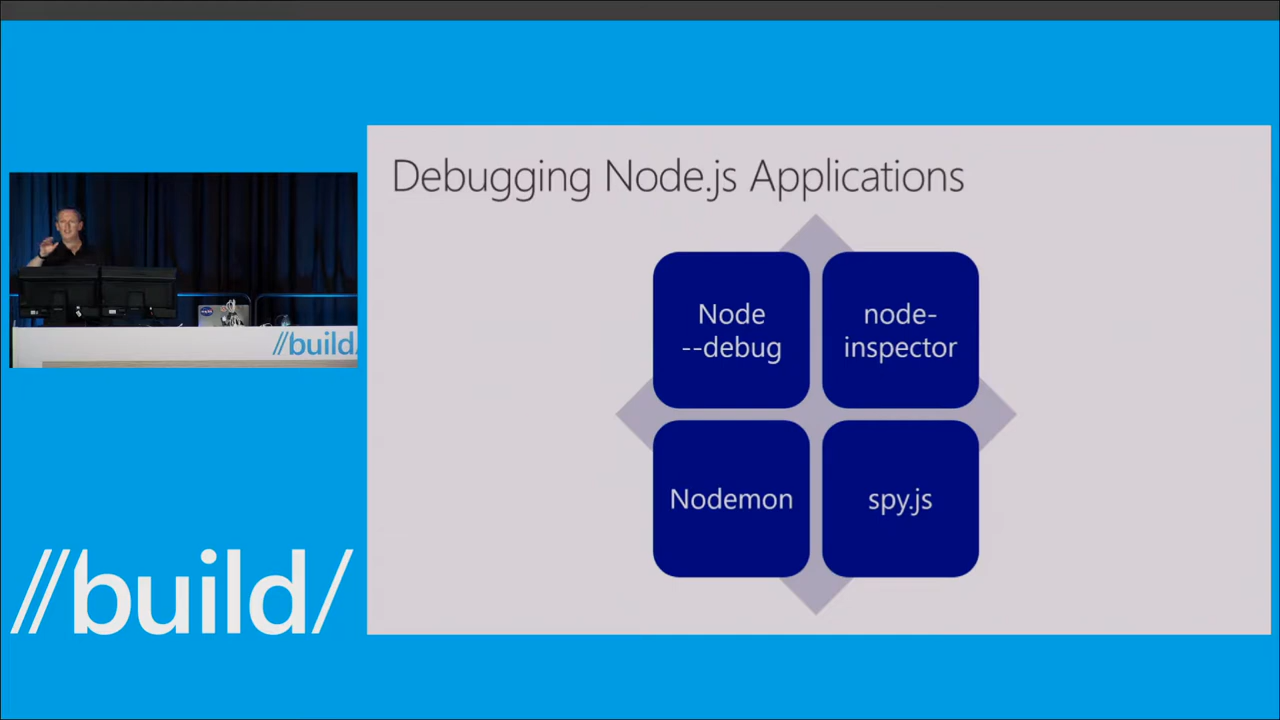 Debugging Node.js Applications
Node
--debug
node-
inspector
Nodemon
spy.js
//build/
//build/